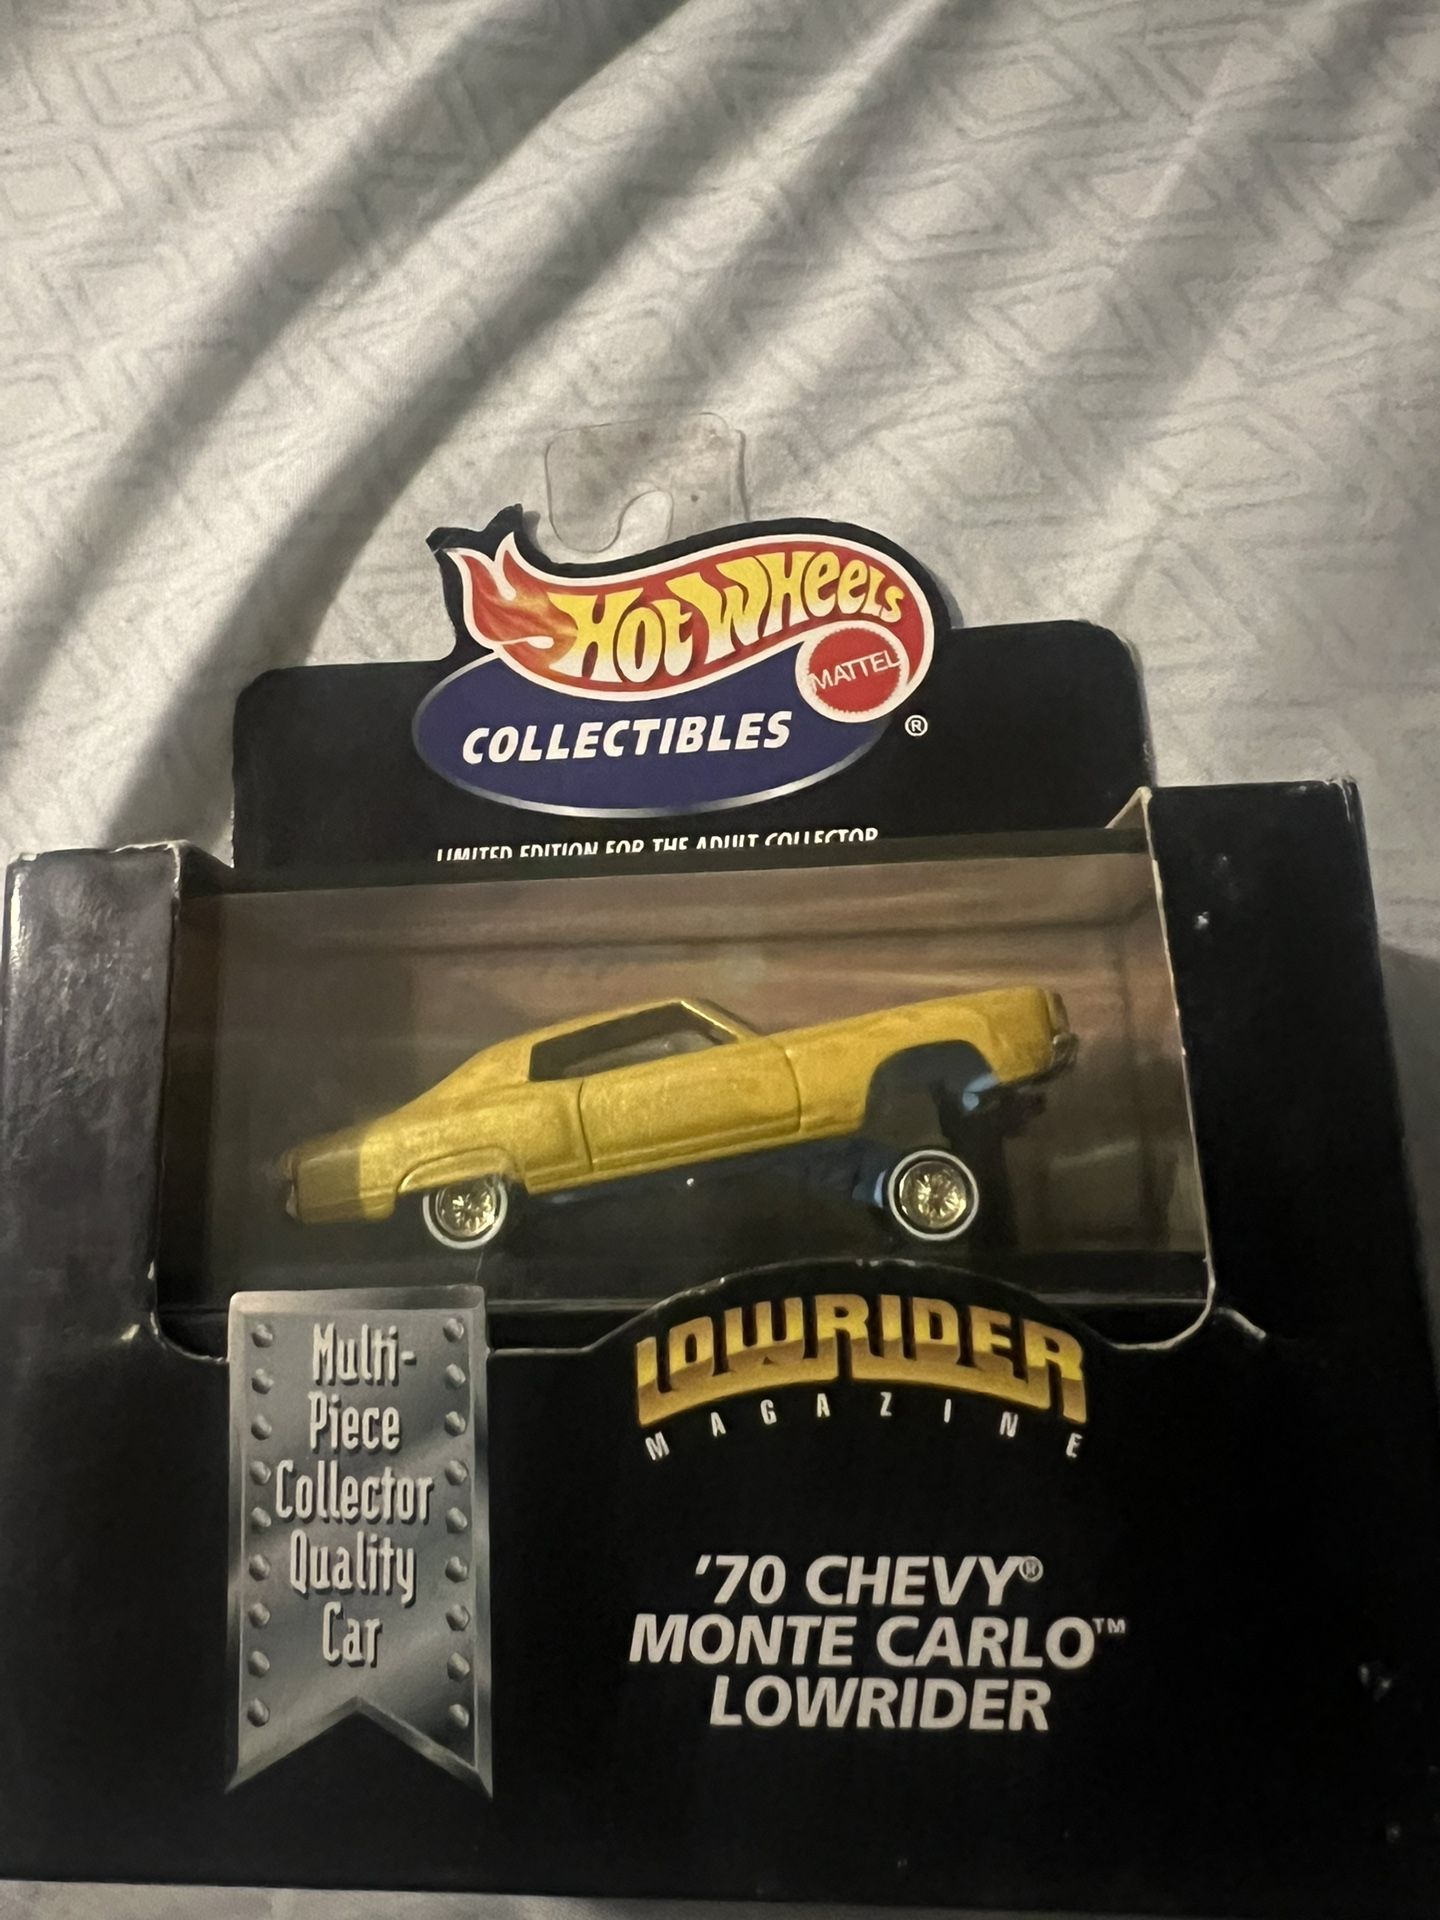 HOT WHEELS
MATTEL
COLLECTIBLES ®
LIMITED EDITION FOR THE ADULT COLLECTOR
LOWRIDER
MAGAZINE
Multi-
Piece
Collector
Quality
Car
'70 CHEVY®
MONTE CARLO™
LOWRIDER